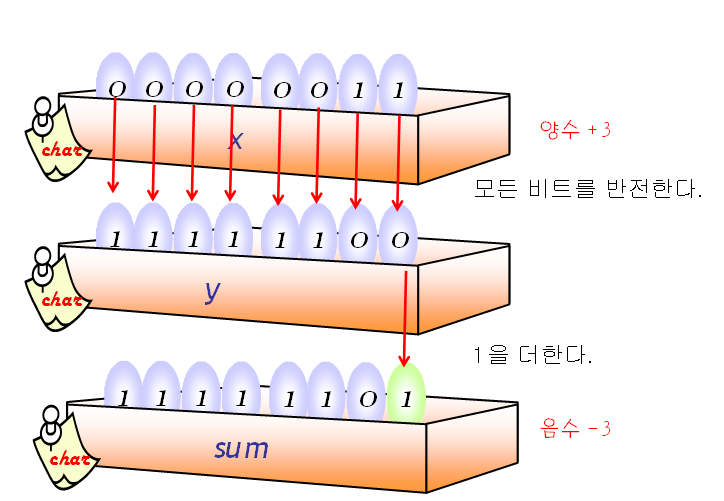 0 0 0 0 0 0 1 1
char
x
양수 +3
모든 비트를 반전한다.
1 1 1 1 1 1 0 0
char
y
1을 더한다.
1 1 1 1 1 1 0 1
char
sum
음수 -3